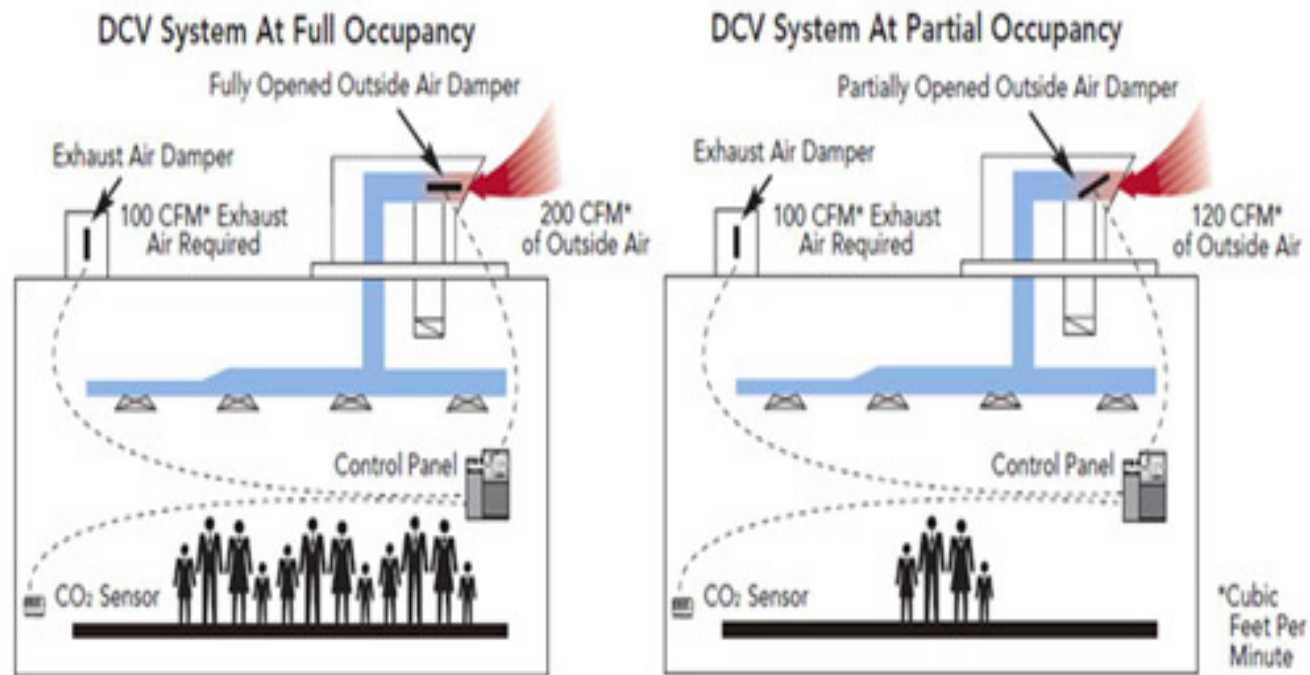 DCV System At Full Occupancy
Fully Opened Outside Air Damper
Exhaust Air Damper
100 CFM* Exhaust
Air Required
200 CFM*
of Outside Air
Control Panel
CO₂ Sensor
DCV System At Partial Occupancy
Partially Opened Outside Air Damper
Exhaust Air Damper
100 CFM* Exhaust
Air Required
120 CFM*
of Outside Air
Control Panel
CO₂ Sensor
*Cubic
Feet Per
Minute